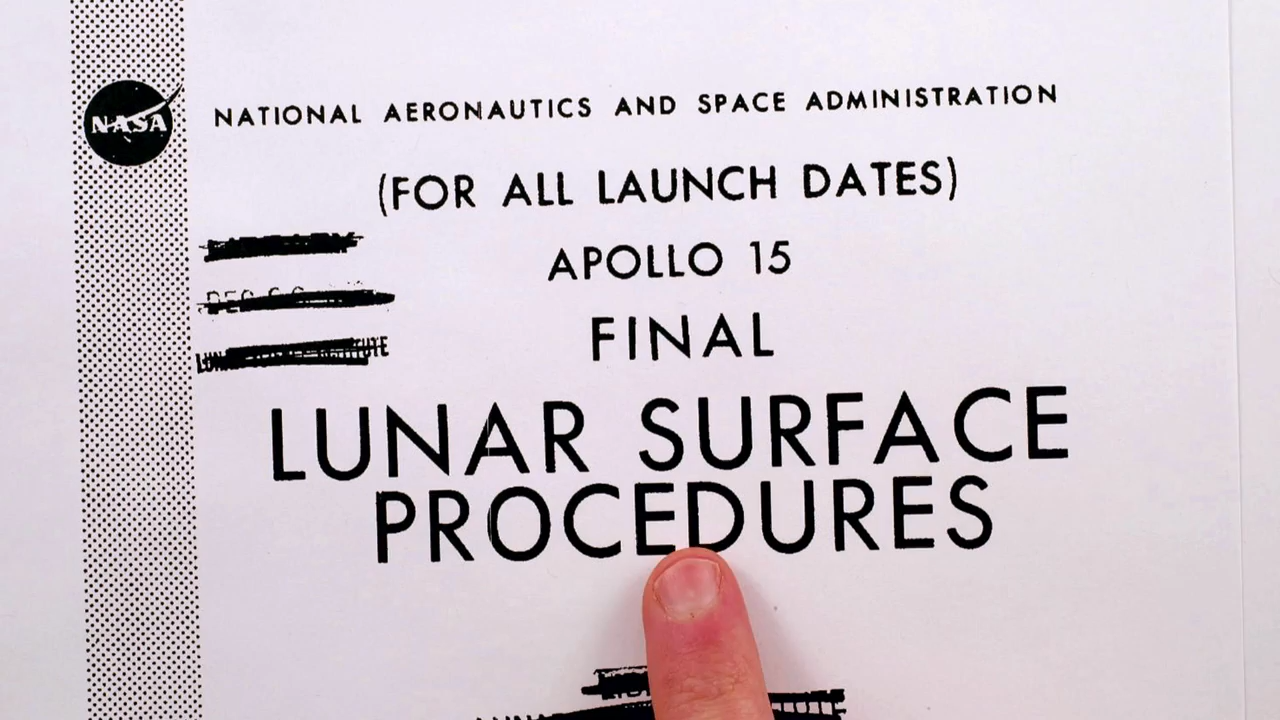 NASA
NATIONAL AERONAUTICS AND SPACE ADMINISTRATION
(FOR ALL LAUNCH DATES)
APOLLO 15
FINAL
LUNAR SURFACE
PROCEDURES